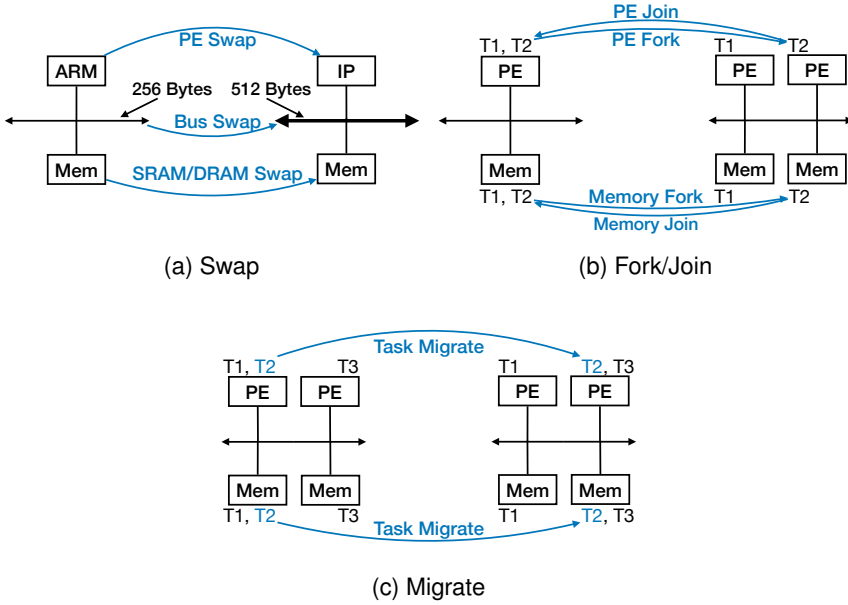 PE Swap
ARM
IP
256 Bytes
512 Bytes
Bus Swap
SRAM/DRAM Swap
Mem
Mem
(a) Swap
PE Join
PE Fork
T1, T2
T1
T2
PE
PE
PE
Mem
Mem
Mem
T1, T2
T1
T2
Memory Fork
Memory Join
(b) Fork/Join
Task Migrate
T1, T2
T3
T1
T2, T3
PE
PE
PE
PE
Mem
Mem
Mem
Mem
T1, T2
T3
T1
T2, T3
Task Migrate
(c) Migrate